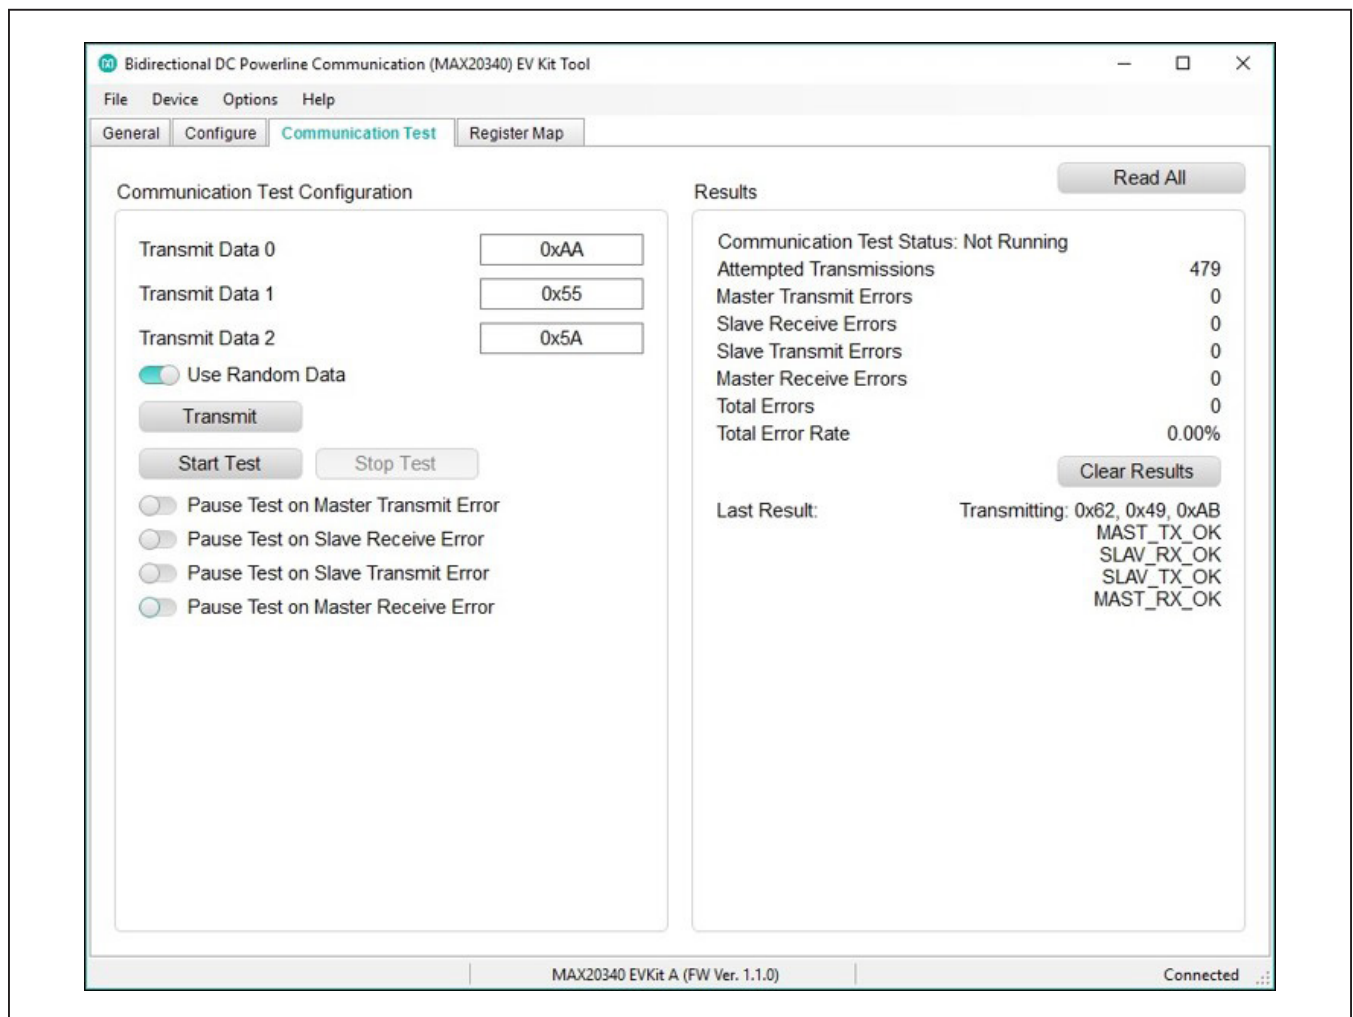 Bidirectional DC Powerline Communication (MAX20340) EV Kit Tool
File Device Options Help
General Configure Communication Test Register Map
Read All
Communication Test Configuration
Transmit Data 0 0xAA
Transmit Data 1 0x55
Transmit Data 2 0x5A
Use Random Data
Transmit
Start Test Stop Test
Pause Test on Master Transmit Error
Pause Test on Slave Receive Error
Pause Test on Slave Transmit Error
Pause Test on Master Receive Error
Results
Communication Test Status: Not Running
Attempted Transmissions 479
Master Transmit Errors 0
Slave Receive Errors 0
Slave Transmit Errors 0
Master Receive Errors 0
Total Errors 0
Total Error Rate 0.00%
Clear Results
Last Result: Transmitting: 0x62, 0x49, 0xAB
MAST_TX_OK
SLAV_RX_OK
SLAV_TX_OK
MAST_RX_OK
MAX20340 EVKit A (FW Ver. 1.1.0) Connected